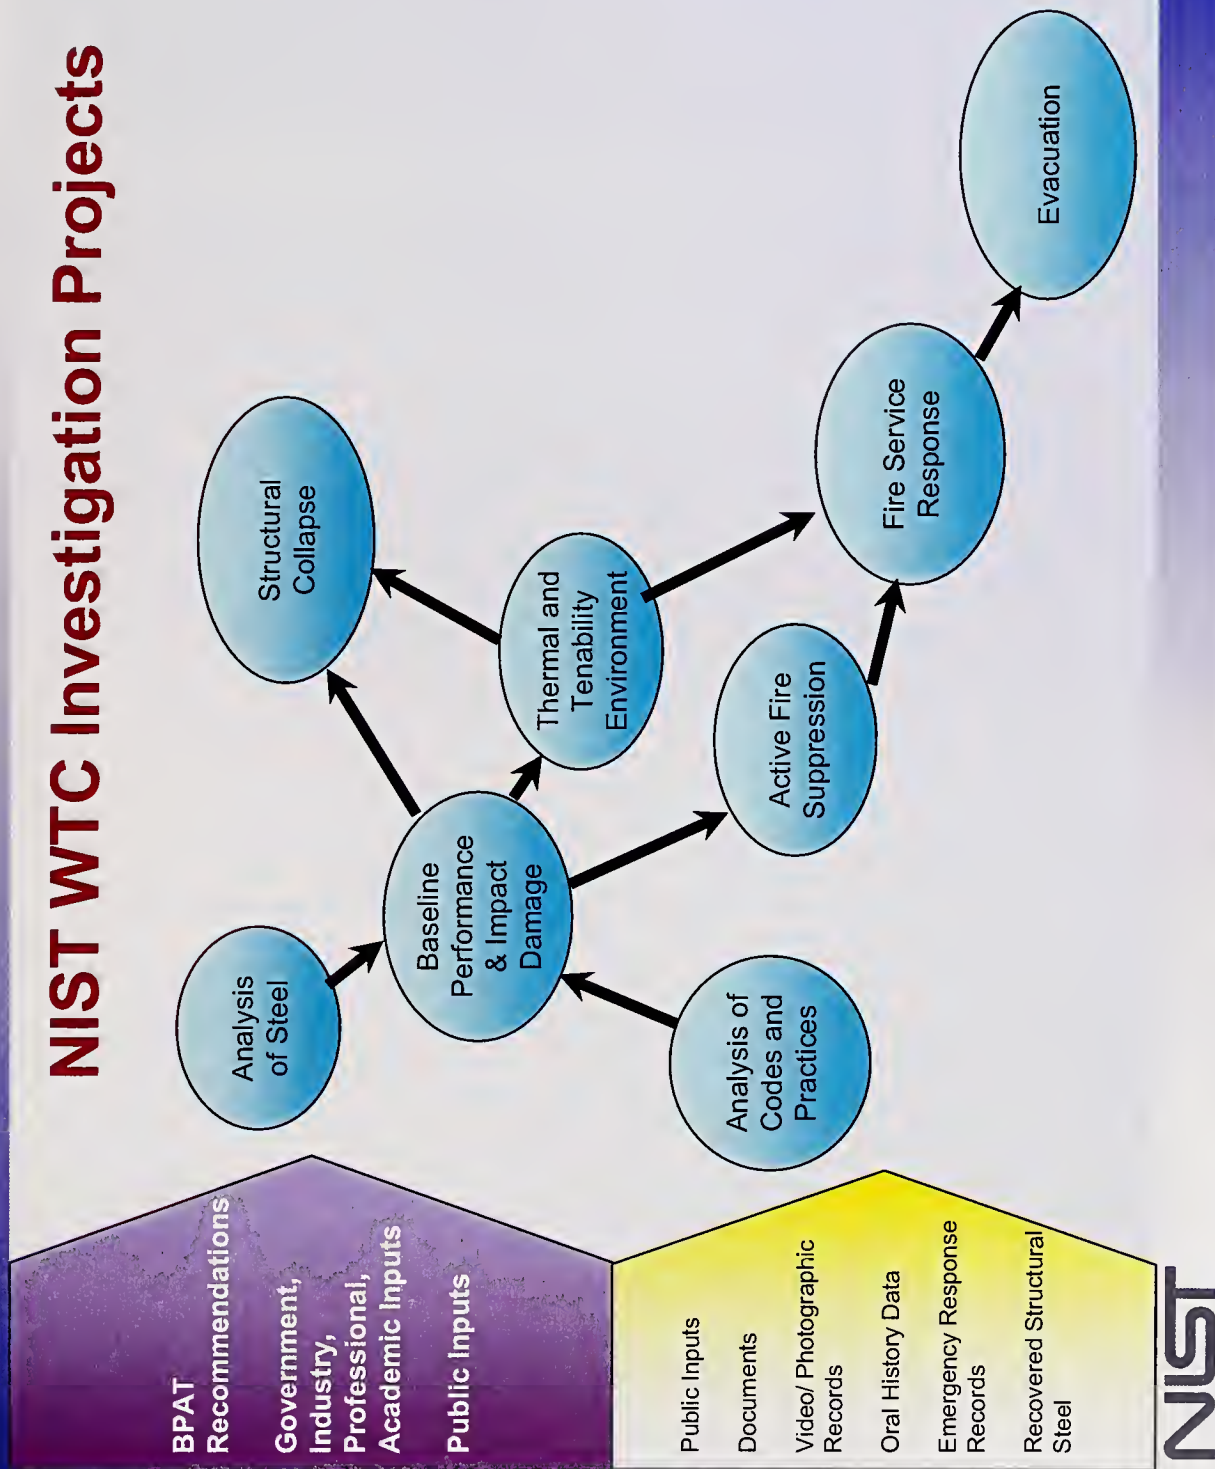 NIST WTC Investigation Projects
BPAT
Recommendations
Government,
Industry,
Professional,
Academic Inputs
Public Inputs
Public Inputs
Documents
Video/ Photographic
Records
Oral History Data
Emergency Response
Records
Recovered Structural
Steel
Analysis
of Steel
Analysis of
Codes and
Practices
Baseline
Performance
& Impact
Damage
Structural
Collapse
Thermal and
Tenability
Environment
Active Fire
Suppression
Fire Service
Response
Evacuation
NIST